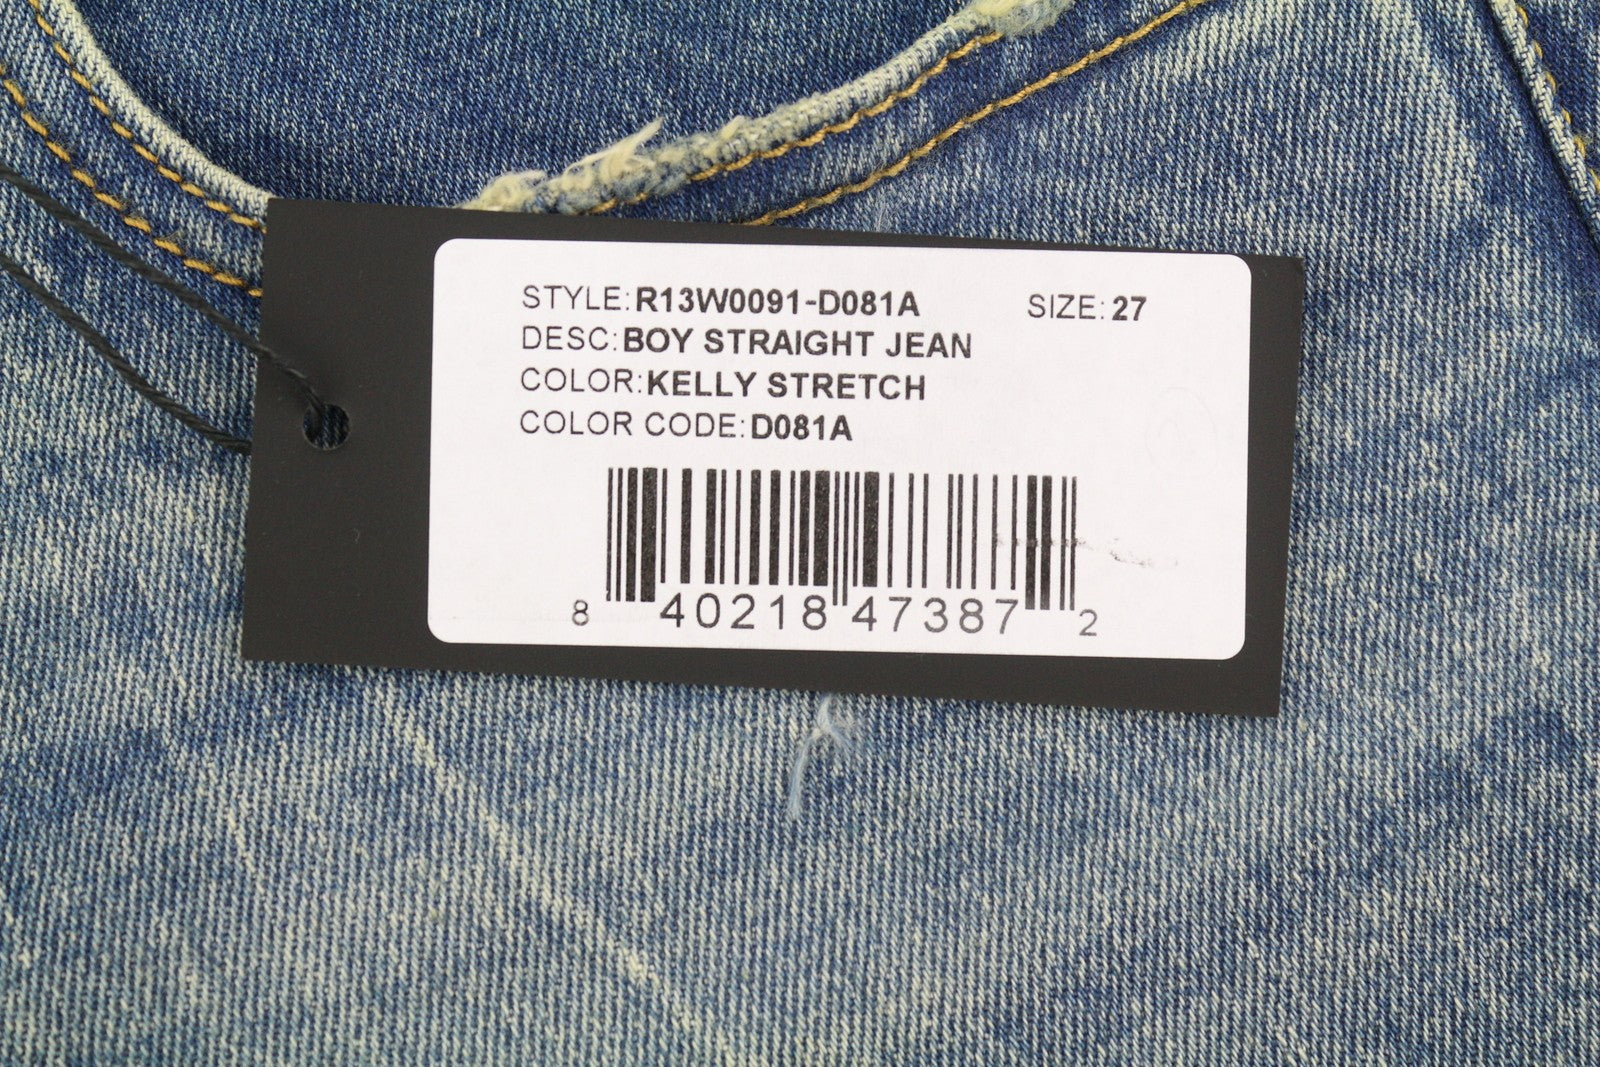 STYLE:R13W0091-D081A SIZE:27
DESC:BOY STRAIGHT JEAN
COLOR:KELLY STRETCH
COLOR CODE:D081A
8 40218 47387 2